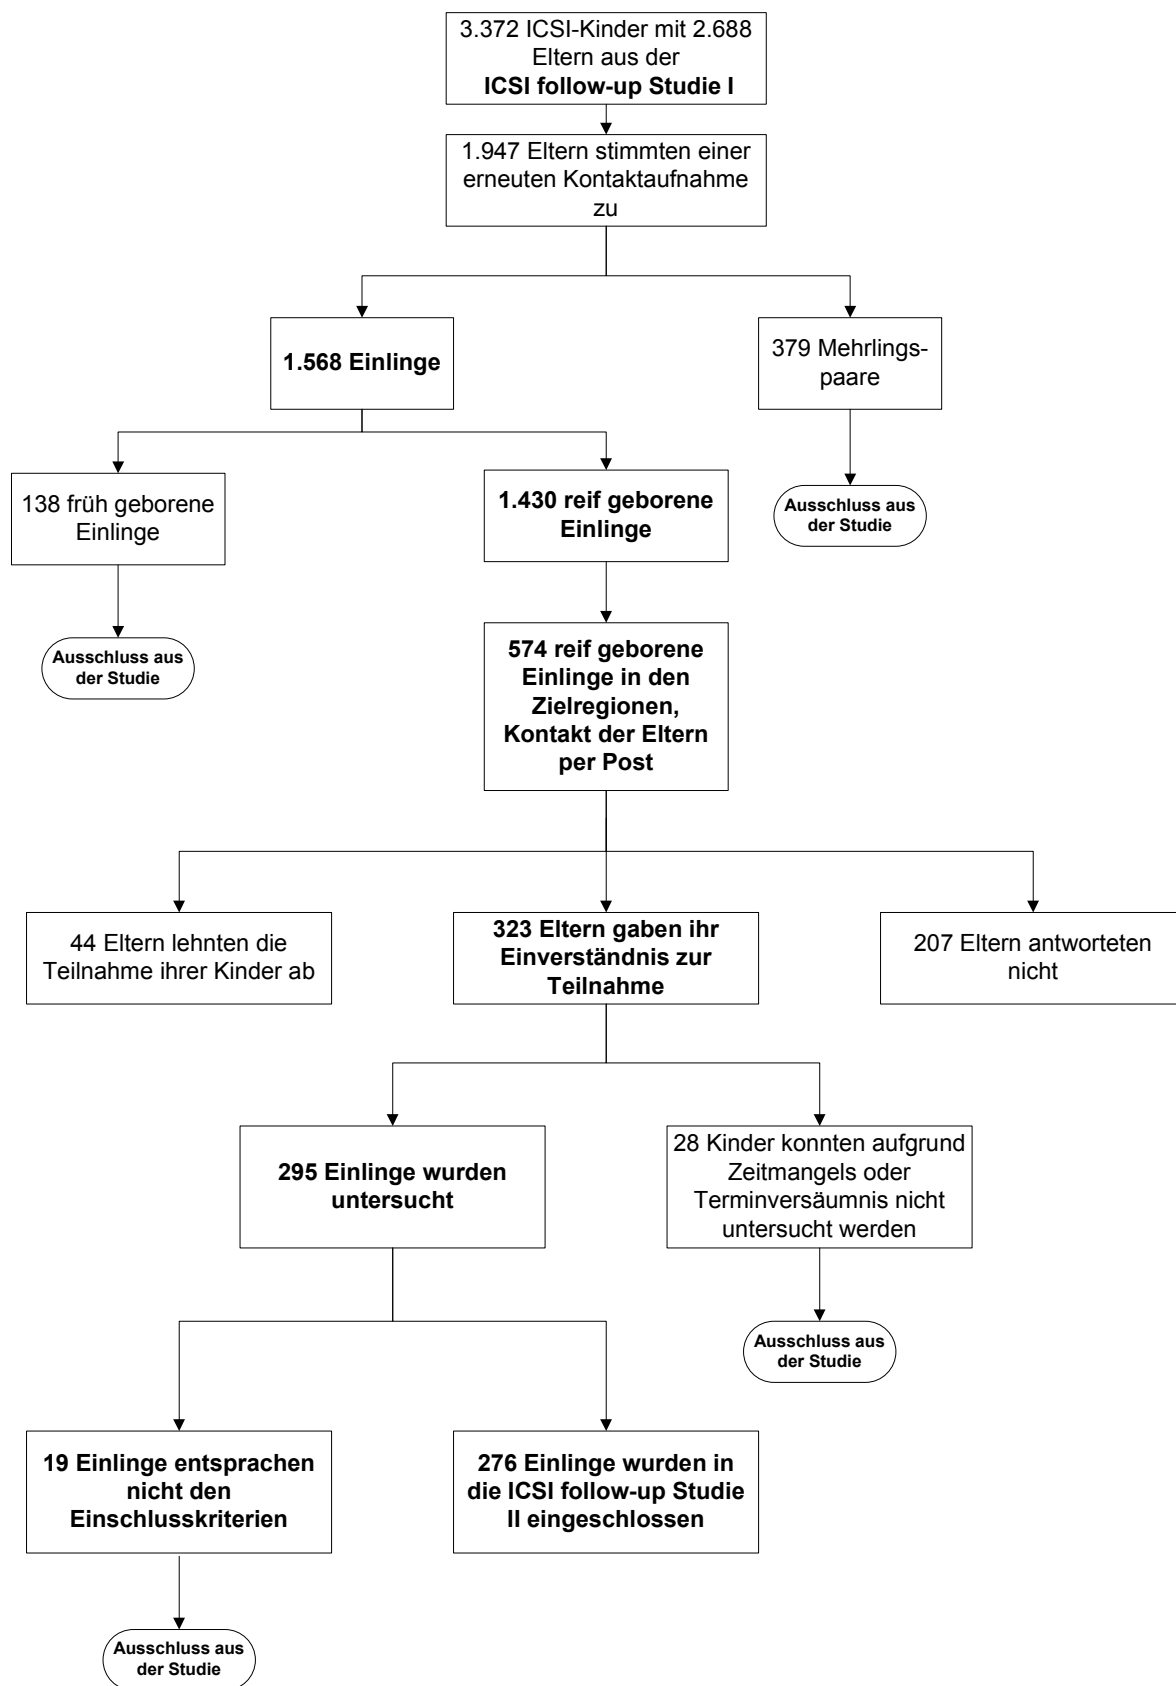 3.372 ICSI-Kinder mit 2.688
Eltern aus der
ICSI follow-up Studie I
1.947 Eltern stimmten einer
erneuten Kontaktaufnahme
zu
1.568 Einlinge
379 Mehrlings-
paare
138 früh geborene
Einlinge
1.430 reif geborene
Einlinge
Ausschluss aus
der Studie
Ausschluss aus
der Studie
574 reif geborene
Einlinge in den
Zielregionen,
Kontakt der Eltern
per Post
44 Eltern lehnten die
Teilnahme ihrer Kinder ab
323 Eltern gaben ihr
Einverständnis zur
Teilnahme
207 Eltern antworteten
nicht
295 Einlinge wurden
untersucht
28 Kinder konnten aufgrund
Zeitmangels oder
Terminversäumnis nicht
untersucht werden
Ausschluss aus
der Studie
19 Einlinge entsprachen
nicht den
Einschlusskriterien
276 Einlinge wurden in
die ICSI follow-up Studie
II eingeschlossen
Ausschluss aus
der Studie